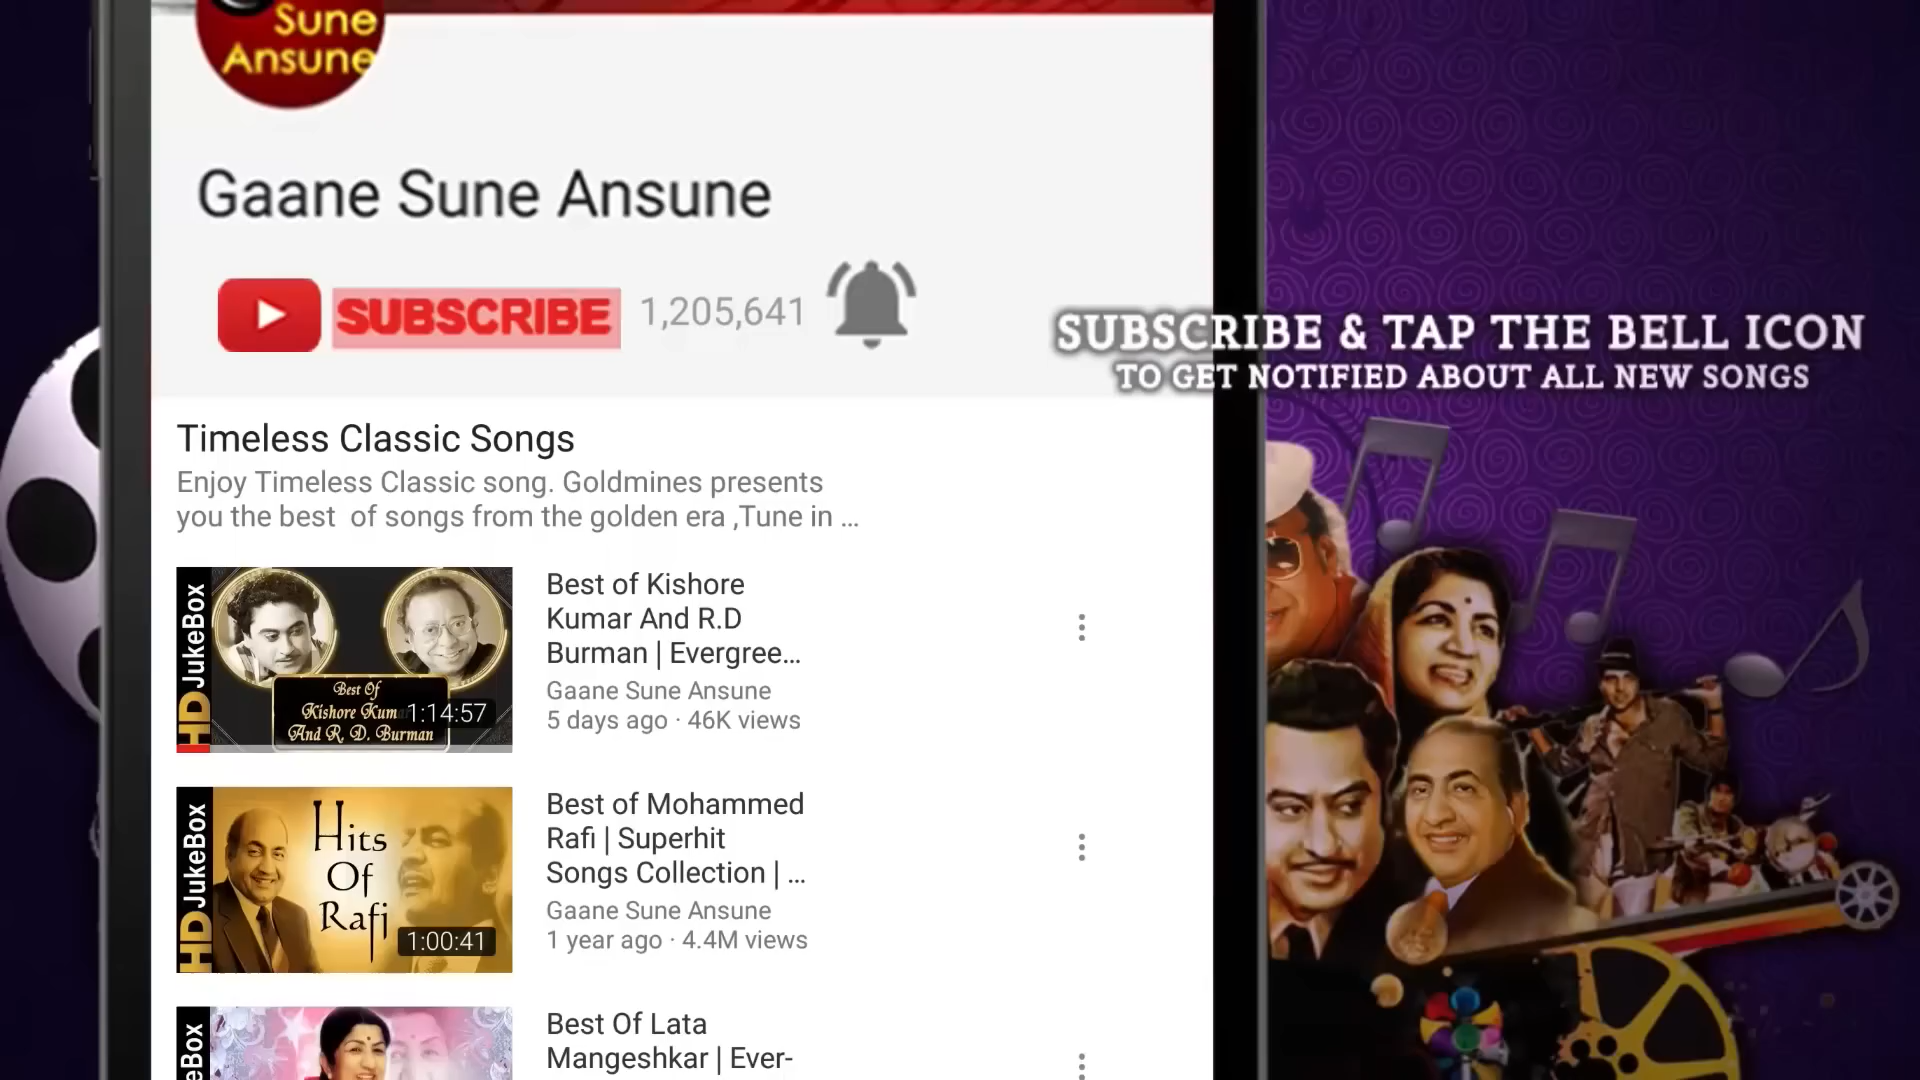 Sune
Ansune
Gaane Sune Ansune
SUBSCRIBE 1,205,641
SUBSCRIBE & TAP THE BELL ICON
TO GET NOTIFIED ABOUT ALL NEW SONGS
Timeless Classic Songs
Enjoy Timeless Classic song. Goldmines presents
you the best of songs from the golden era ,Tune in ...
HD JukeBox
Best Of
Kishore Kum
1:14:57
And R. D. Burman
Best of Kishore
Kumar And R.D
Burman | Evergree...
Gaane Sune Ansune
5 days ago · 46K views
HD JukeBox
Hits
Of
Rafi
1:00:41
Best of Mohammed
Rafi | Superhit
Songs Collection | ...
Gaane Sune Ansune
1 year ago · 4.4M views
eBox
Best Of Lata
Mangeshkar | Ever-